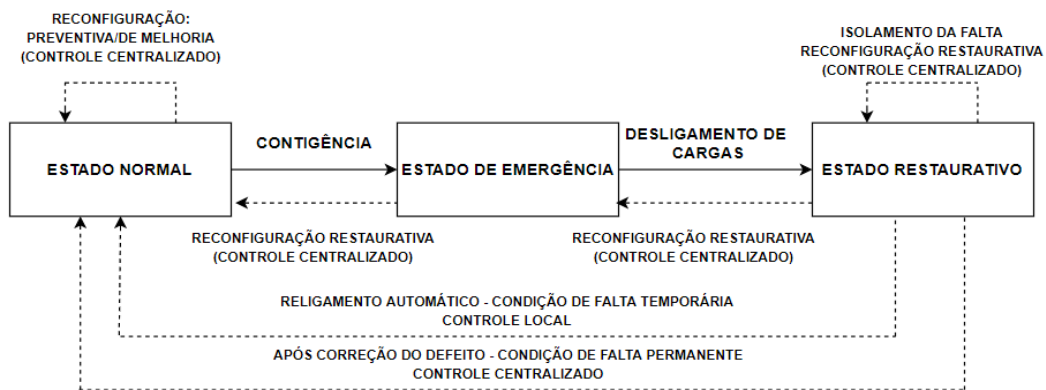 RECONFIGURAÇÃO:
PREVENTIVA/DE MELHORIA
(CONTROLE CENTRALIZADO)
ISOLAMENTO DA FALTA
RECONFIGURAÇÃO RESTAURATIVA
(CONTROLE CENTRALIZADO)
ESTADO NORMAL
CONTIGÊNCIA
ESTADO DE EMERGÊNCIA
DESLIGAMENTO DE
CARGAS
ESTADO RESTAURATIVO
RECONFIGURAÇÃO RESTAURATIVA
(CONTROLE CENTRALIZADO)
RECONFIGURAÇÃO RESTAURATIVA
(CONTROLE CENTRALIZADO)
RELIGAMENTO AUTOMÁTICO - CONDIÇÃO DE FALTA TEMPORÁRIA
CONTROLE LOCAL
APÓS CORREÇÃO DO DEFEITO - CONDIÇÃO DE FALTA PERMANENTE
CONTROLE CENTRALIZADO